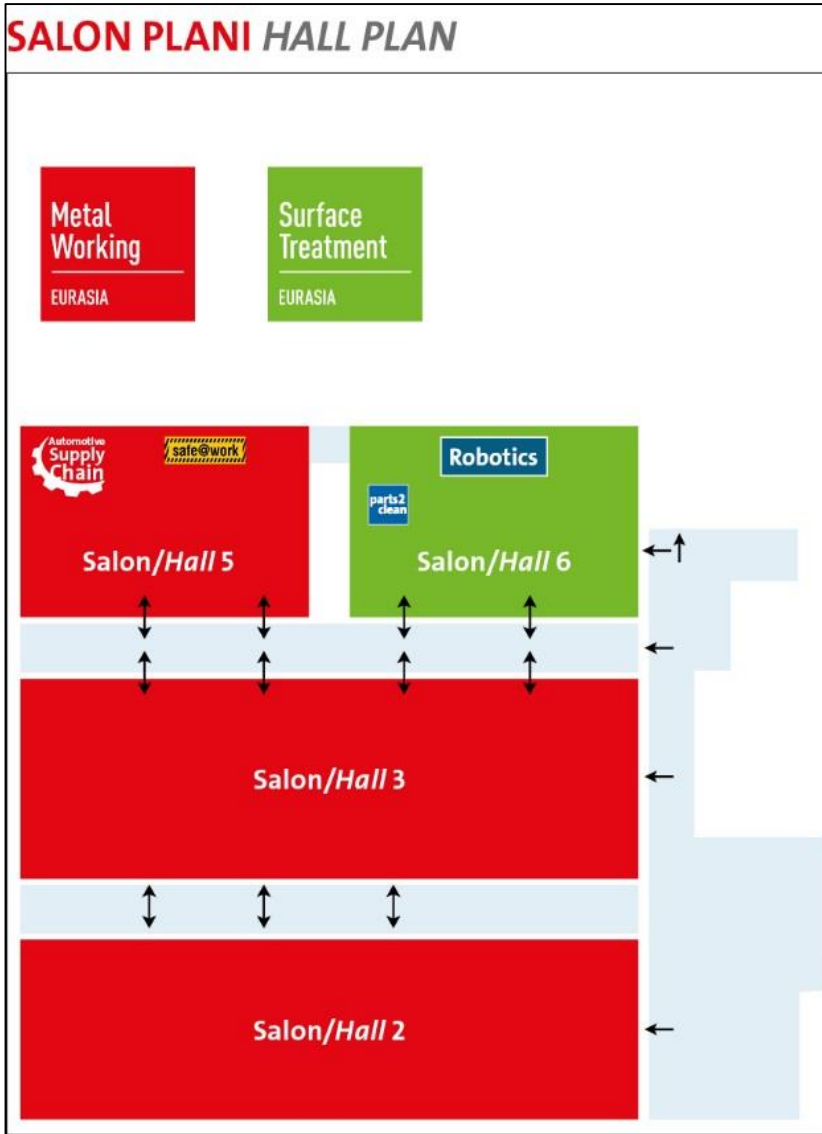 SALON PLANI HALL PLAN
Metal
Working
EURASIA
Surface
Treatment
EURASIA
Automotive
Supply
Chain
safe@work
Robotics
parts2
clean
Salon/Hall 5
Salon/Hall 6
Salon/Hall 3
Salon/Hall 2